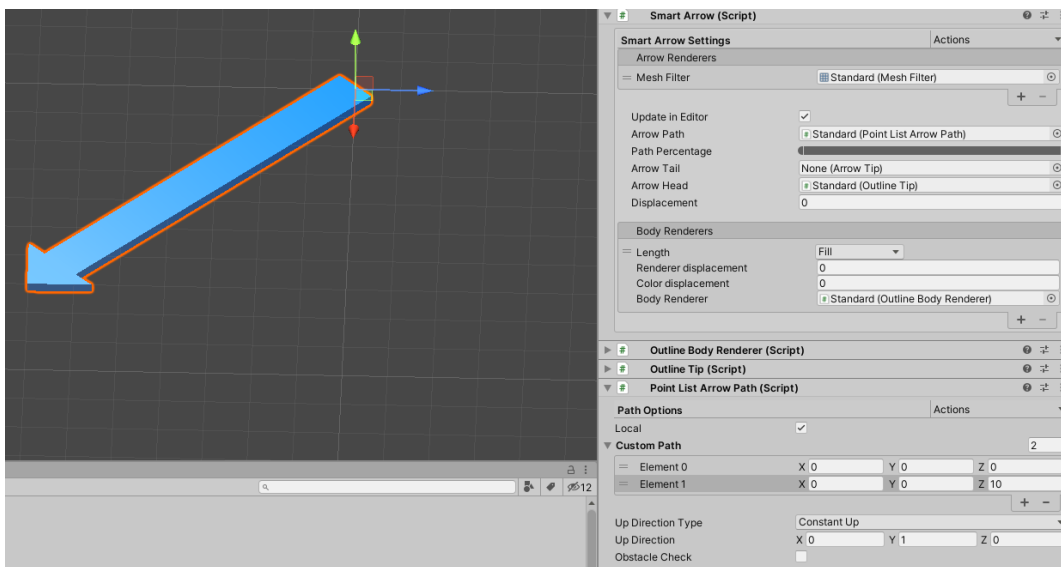 Smart Arrow (Script)
Smart Arrow Settings Actions
Arrow Renderers
Mesh Filter Standard (Mesh Filter)
+ -
Update in Editor
Arrow Path Standard (Point List Arrow Path)
Path Percentage
Arrow Tail None (Arrow Tip)
Arrow Head Standard (Outline Tip)
Displacement 0
Body Renderers
Length Fill
Renderer displacement 0
Color displacement 0
Body Renderer Standard (Outline Body Renderer)
+ -
Outline Body Renderer (Script)
Outline Tip (Script)
Point List Arrow Path (Script)
Path Options Actions
Local
Custom Path 2
Element 0 X 0 Y 0 Z 0
Element 1 X 0 Y 0 Z 10
+ -
Up Direction Type Constant Up
Up Direction X 0 Y 1 Z 0
Obstacle Check
12